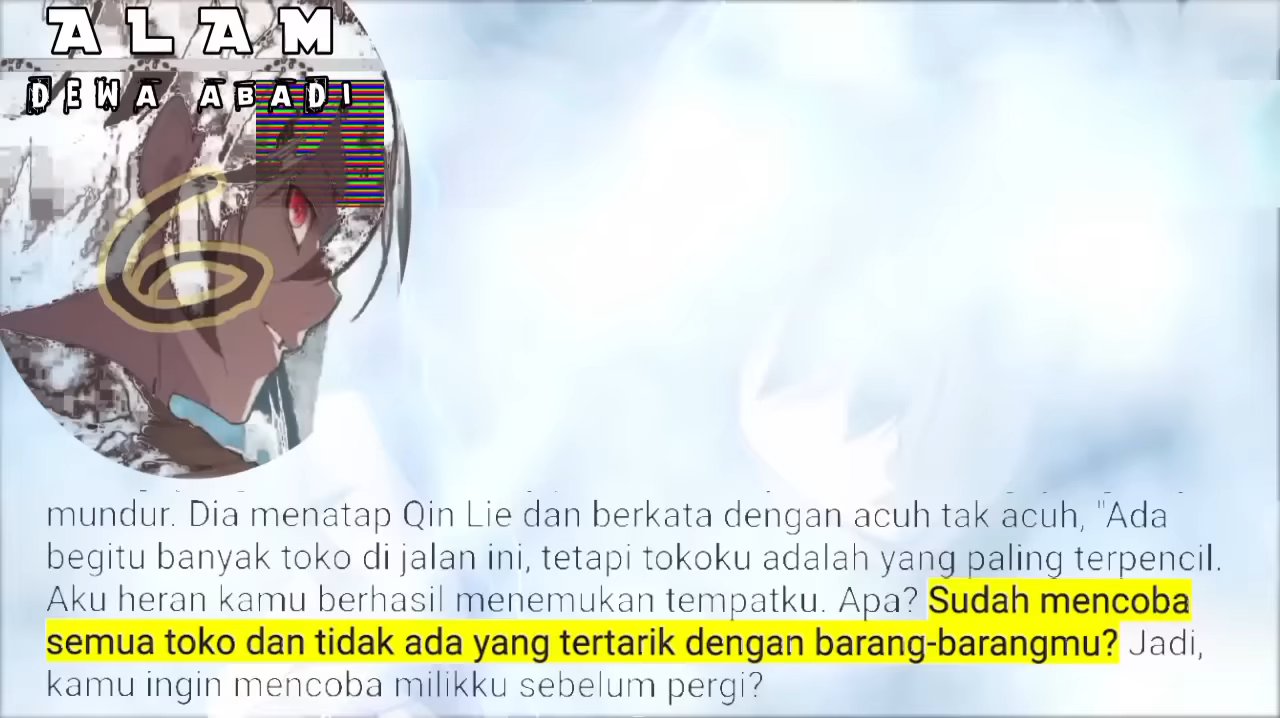 ALAM
DEWA ABADI
mundur. Dia menatap Qin Lie dan berkata dengan acuh tak acuh, "Ada
begitu banyak toko di jalan ini, tetapi tokoku adalah yang paling terpencil.
Aku heran kamu berhasil menemukan tempatku. Apa? Sudah mencoba
semua toko dan tidak ada yang tertarik dengan barang-barangmu? Jadi,
kamu ingin mencoba milikku sebelum pergi?